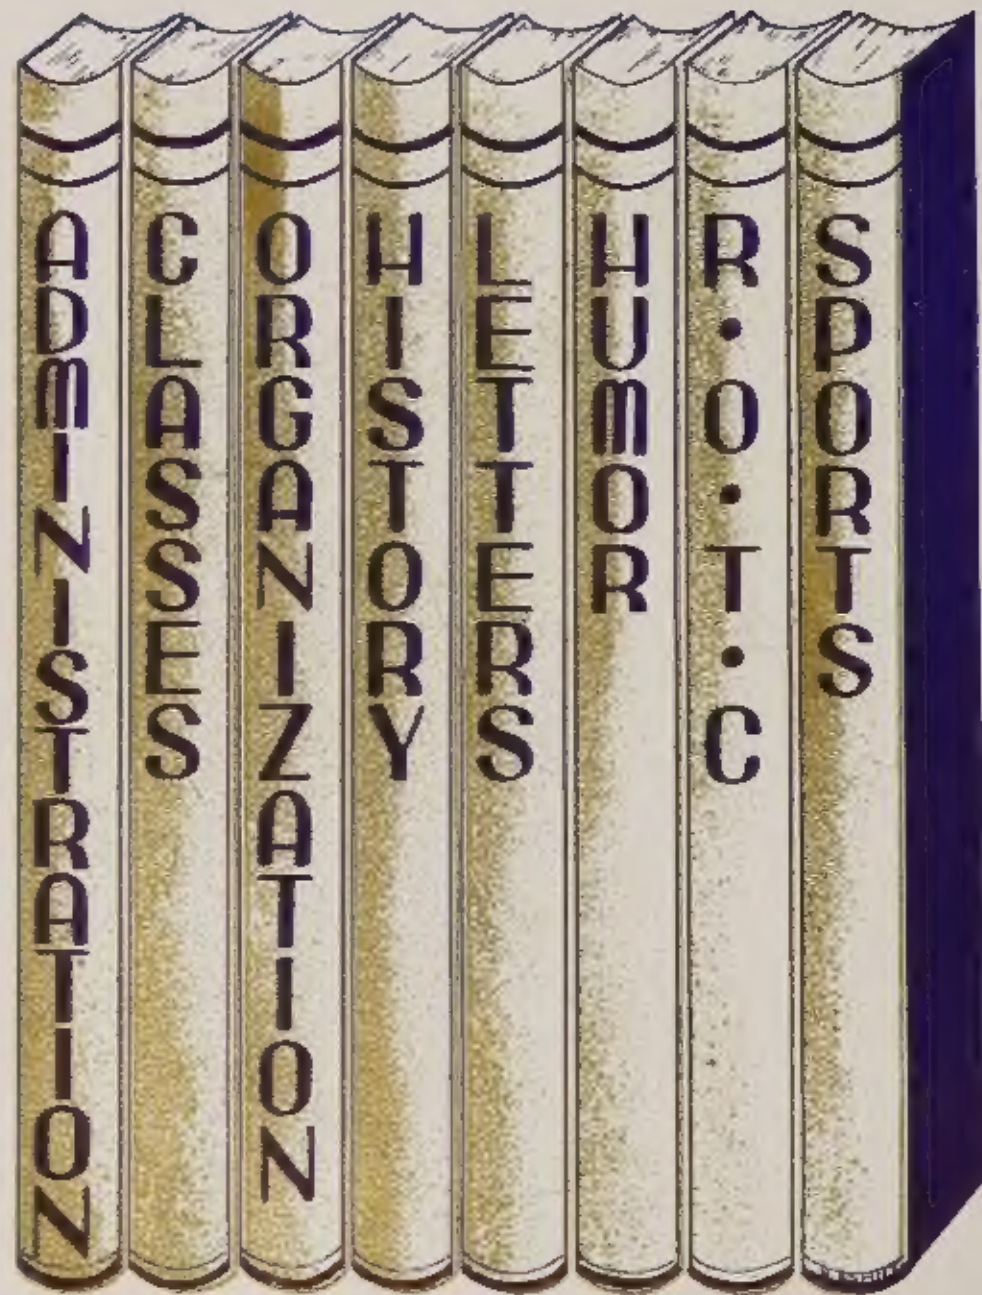 ADMINISTRATION
CLASSES
ORGANIZATION
HISTORY
LETTERS
HUMOR
R·O·T·C
SPORTS